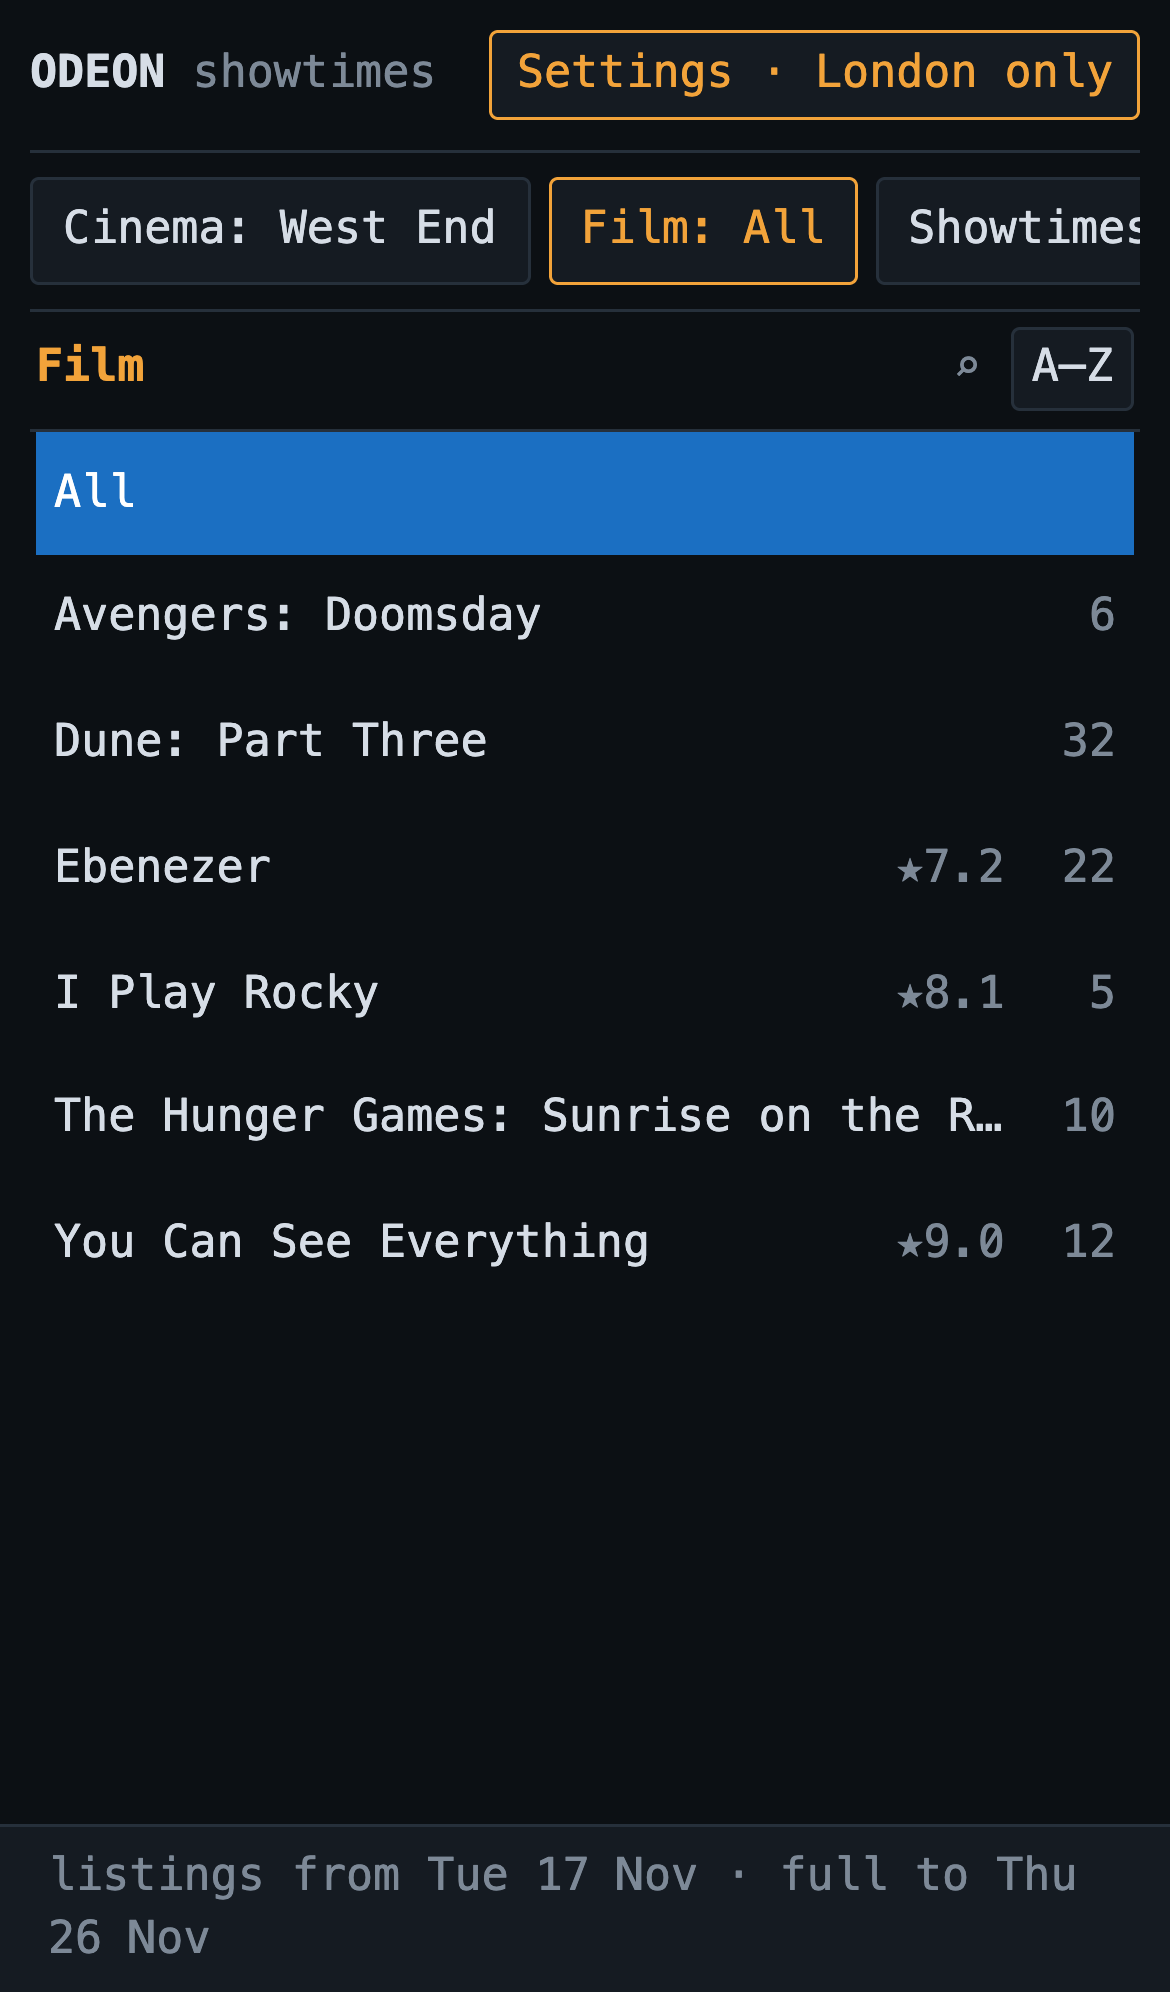 ODEON showtimes Settings · London only
Cinema: West End Film: All Showtimes
Film A–Z
All
Avengers: Doomsday 6
Dune: Part Three 32
Ebenezer ★7.2 22
I Play Rocky ★8.1 5
The Hunger Games: Sunrise on the R… 10
You Can See Everything ★9.0 12
listings from Tue 17 Nov · full to Thu
26 Nov